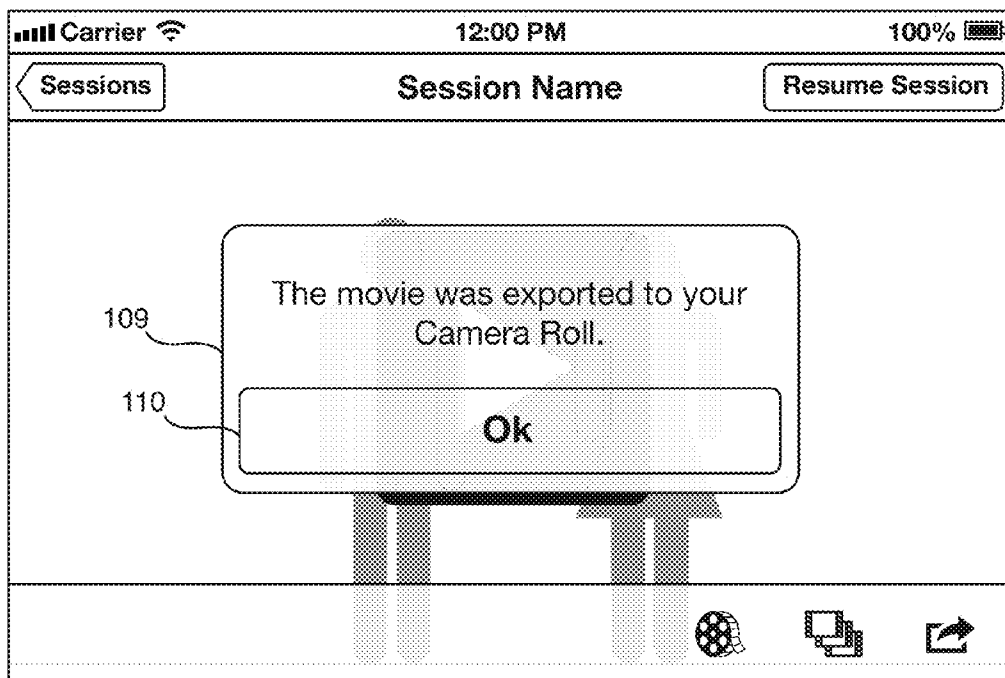 Carrier 12:00 PM 100%
Sessions Session Name Resume Session
The movie was exported to your
Camera Roll.
109
110
Ok